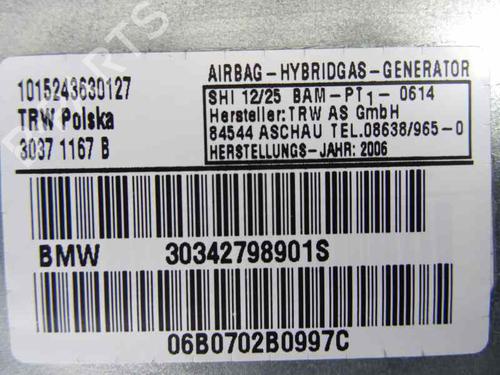 1015243630127
TRW Polska
3037 1167 B
AIRBAG-HYBRIDGAS-GENERATOR
SHI 12/25 BAM-PT1-0614
Hersteller:TRW AS GmbH
84544 ASCHAU TEL.08638/965-0
HERSTELLUNGS-JAHR: 2006
BMW 30342798901S
06B0702B0997C